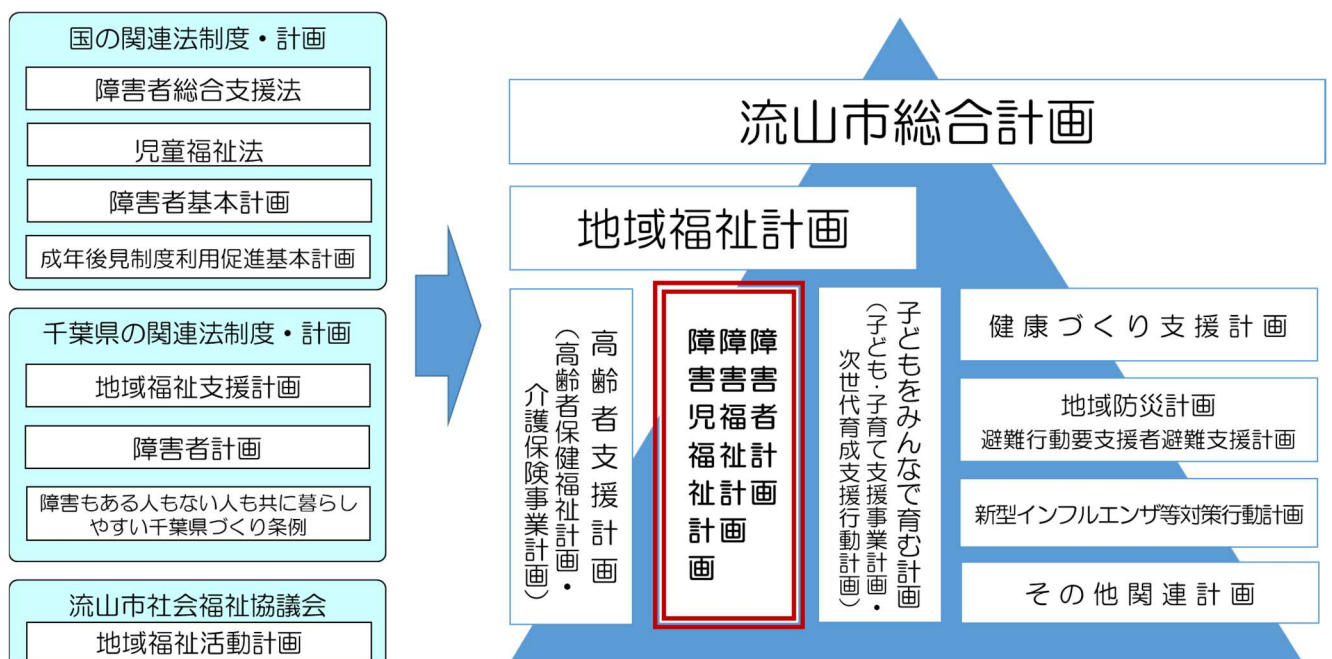 国の関連法制度・計画
障害者総合支援法
児童福祉法
障害者基本計画
成年後見制度利用促進基本計画
千葉県の関連法制度・計画
地域福祉支援計画
障害者計画
障害もある人もない人も共に暮らし
やすい千葉県づくり条例
流山市社会福祉協議会
地域福祉活動計画
流山市総合計画
地域福祉計画
高齢者支援計画
（高齢者保健福祉計画・
介護保険事業計画）
障害者計画
障害福祉計画
障害児福祉計画
子どもをみんなで育む計画
（子ども・子育て支援事業計画・
次世代育成支援行動計画）
健康づくり支援計画
地域防災計画
避難行動要支援者避難支援計画
新型インフルエンザ等対策行動計画
その他関連計画